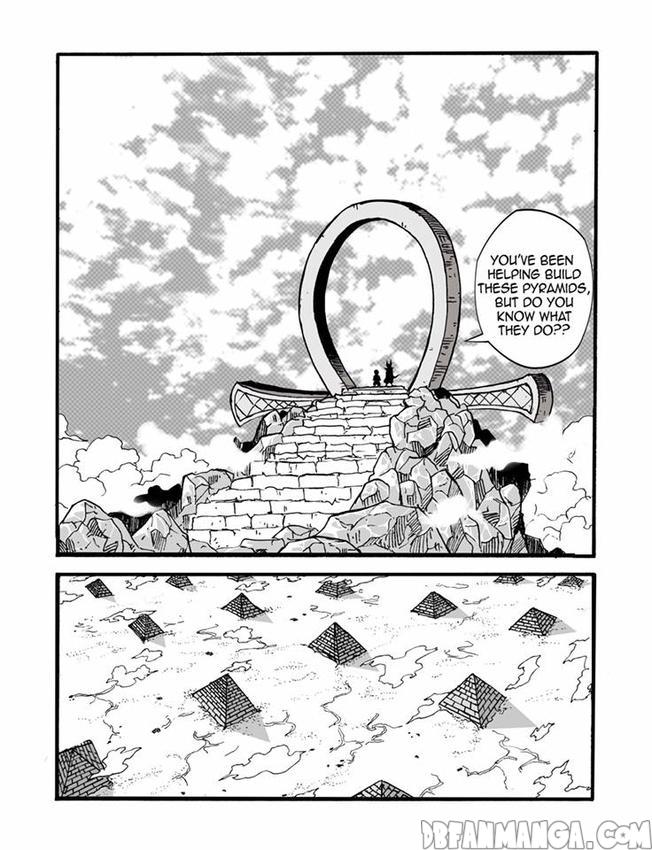 YOU'VE BEEN
HELPING BUILD
THESE PYRAMIDS,
BUT DO YOU
KNOW WHAT
THEY DO??
DBFANMANGA.COM